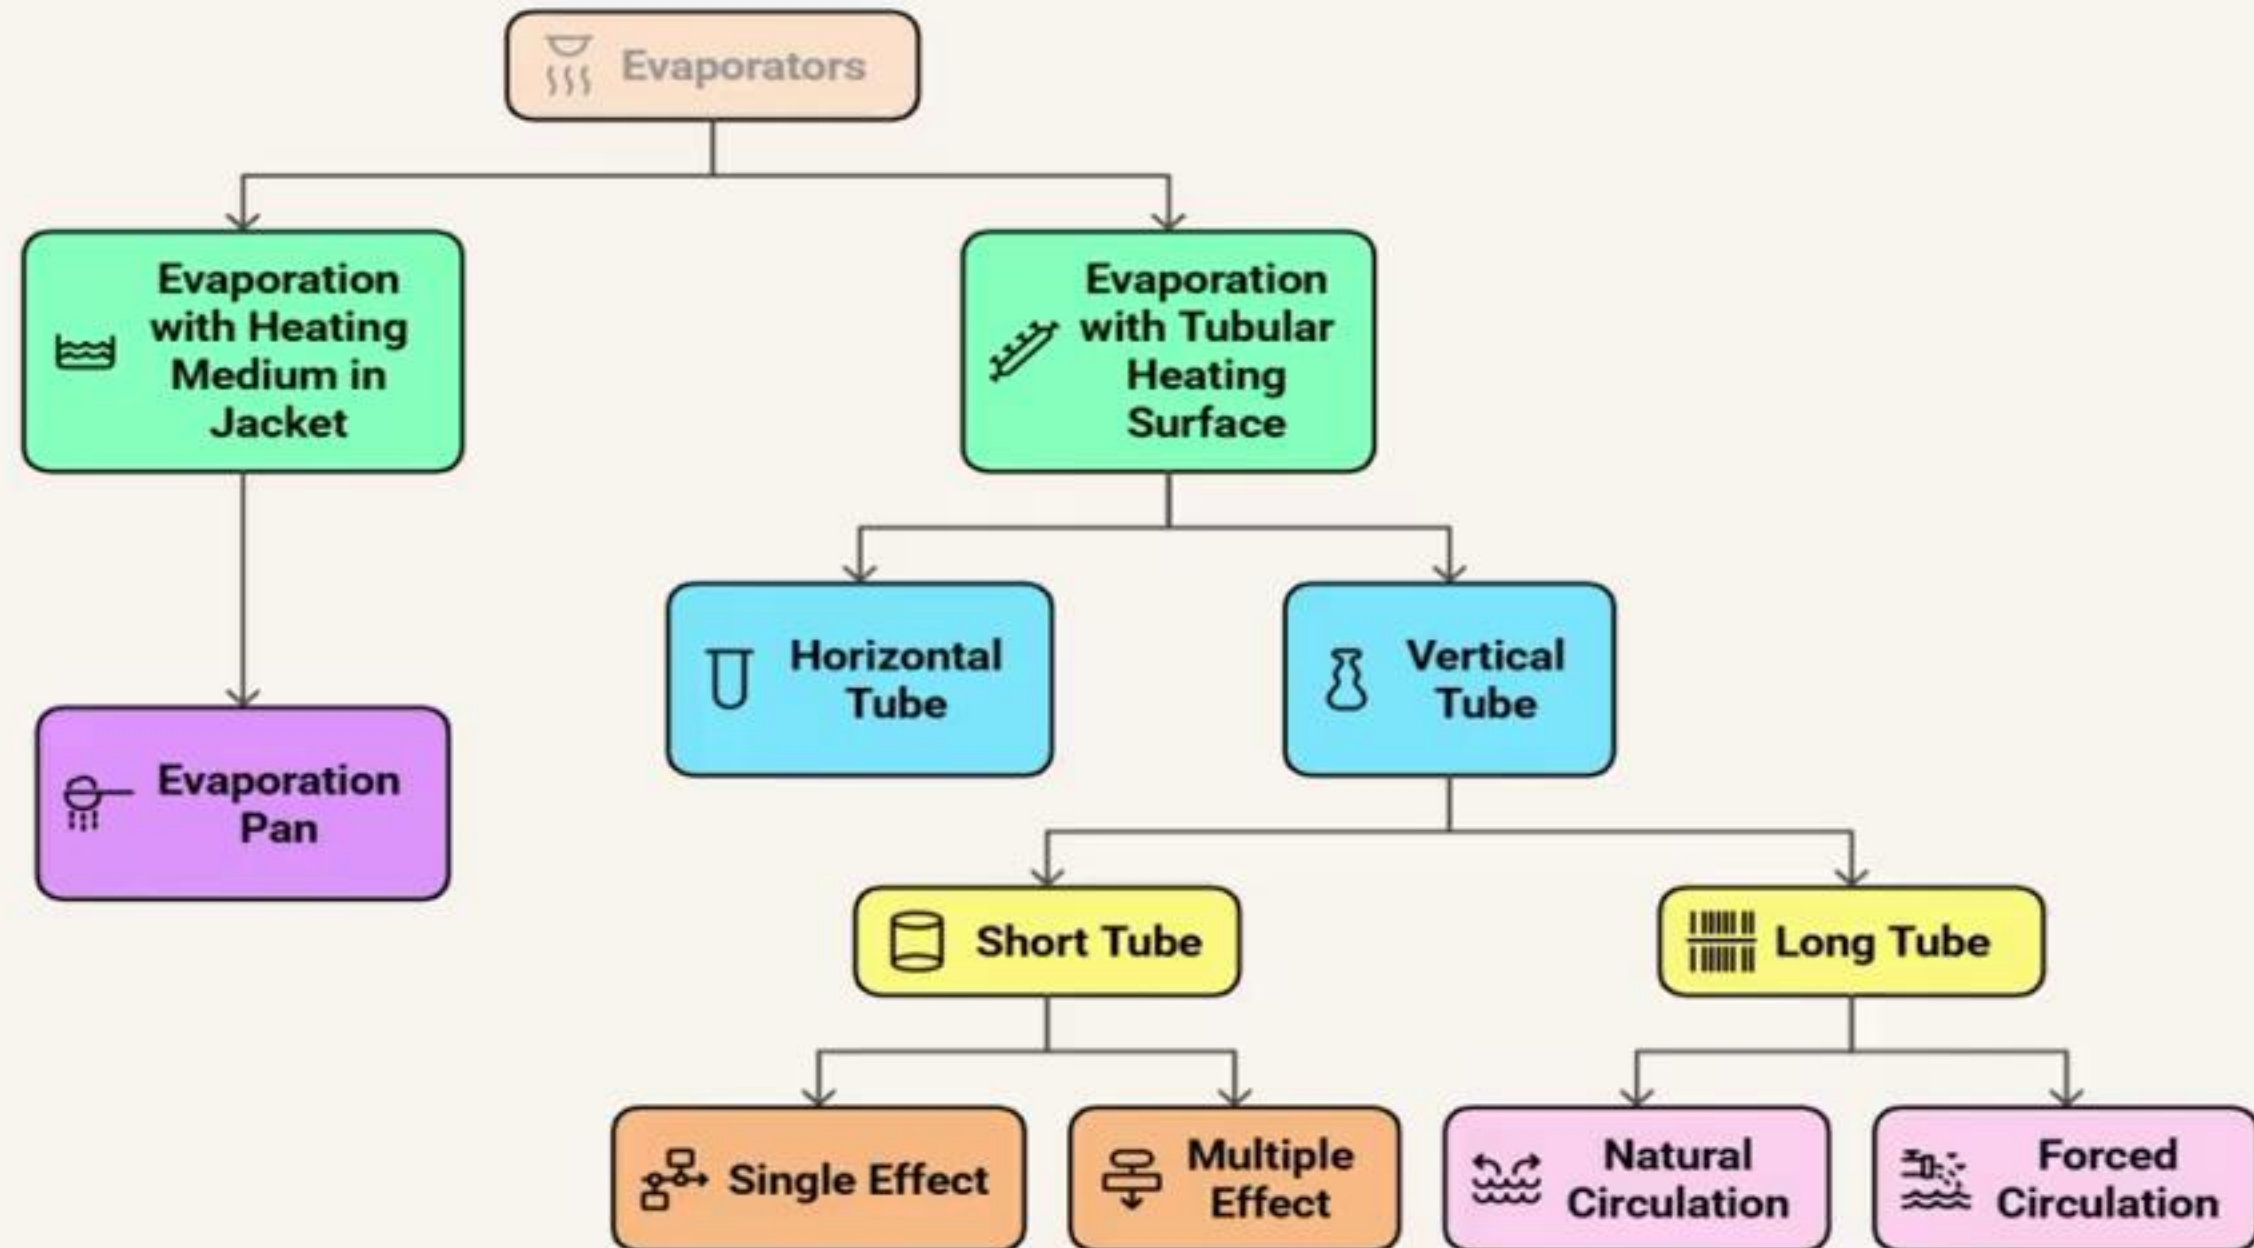 Evaporators
Evaporation
with Heating
Medium in
Jacket
Evaporation
with Tubular
Heating
Surface
Horizontal
Tube
Vertical
Tube
Evaporation
Pan
Short Tube
Long Tube
Single Effect
Multiple
Effect
Natural
Circulation
Forced
Circulation